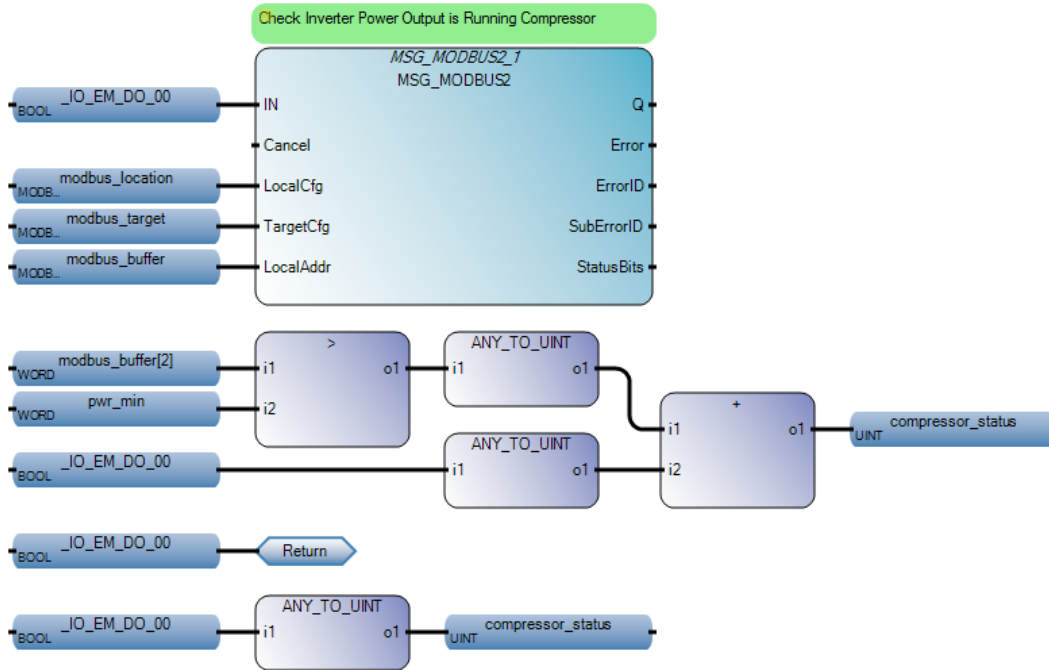 Check Inverter Power Output is Running Compressor
MSG_MODBUS2_1
MSG_MODBUS2
_IO_EM_DO_00
BOOL
IN
Q
Cancel
Error
modbus_location
MODB...
LocalCfg
ErrorID
modbus_target
MODB...
TargetCfg
SubErrorID
modbus_buffer
MODB...
LocalAddr
StatusBits
modbus_buffer[2]
WORD
>
i1
o1
ANY_TO_UINT
i1
o1
pwr_min
WORD
i2
+
i1
o1
compressor_status
UINT
_IO_EM_DO_00
BOOL
ANY_TO_UINT
i1
o1
i2
_IO_EM_DO_00
BOOL
Return
_IO_EM_DO_00
BOOL
ANY_TO_UINT
i1
o1
compressor_status
UINT